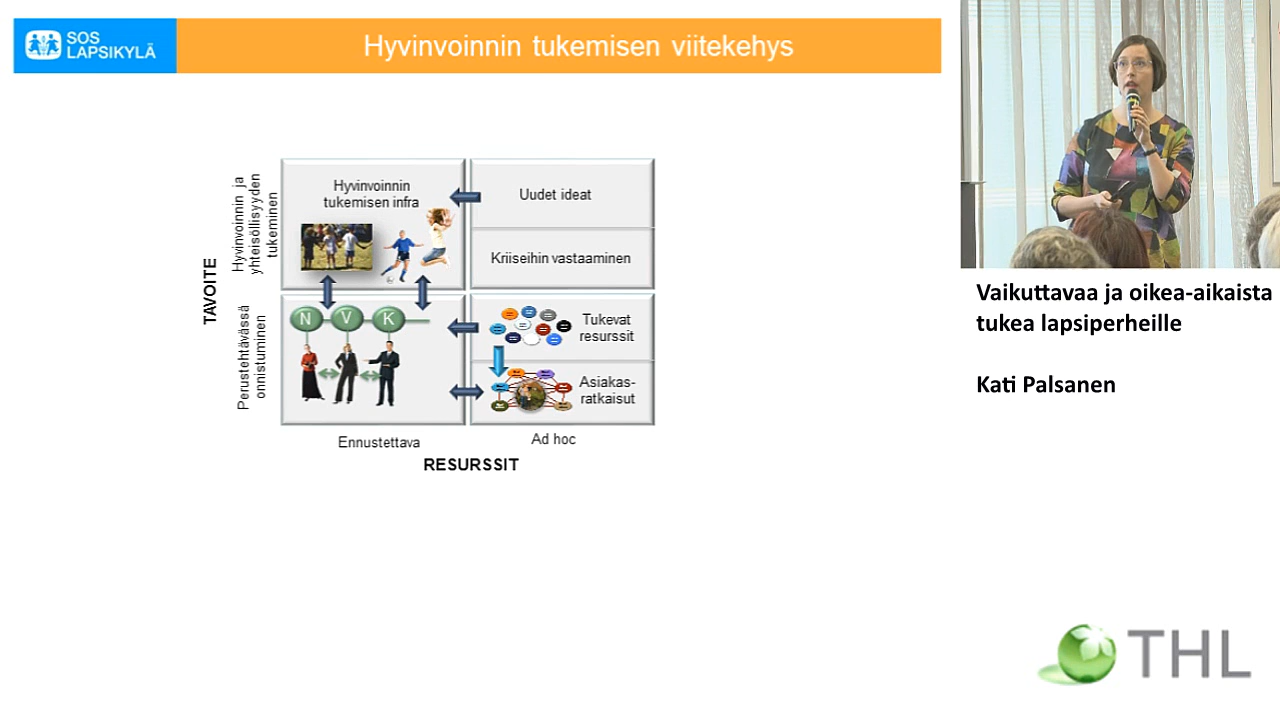 SOS
LAPSIKYLÄ
Hyvinvoinnin tukemisen viitekehys
TAVOITE
Hyvinvoinnin ja
yhteisöllisyyden
tukeminen
Perustehtävässä
onnistuminen
Hyvinvoinnin
tukemisen infra
Uudet ideat
Kriiseihin vastaaminen
N V K
Tukevat
resurssit
Asiakas-
ratkaisut
Ennustettava
Ad hoc
RESURSSIT
Vaikuttavaa ja oikea-aikaista
tukea lapsiperheille
Kati Palsanen
THL